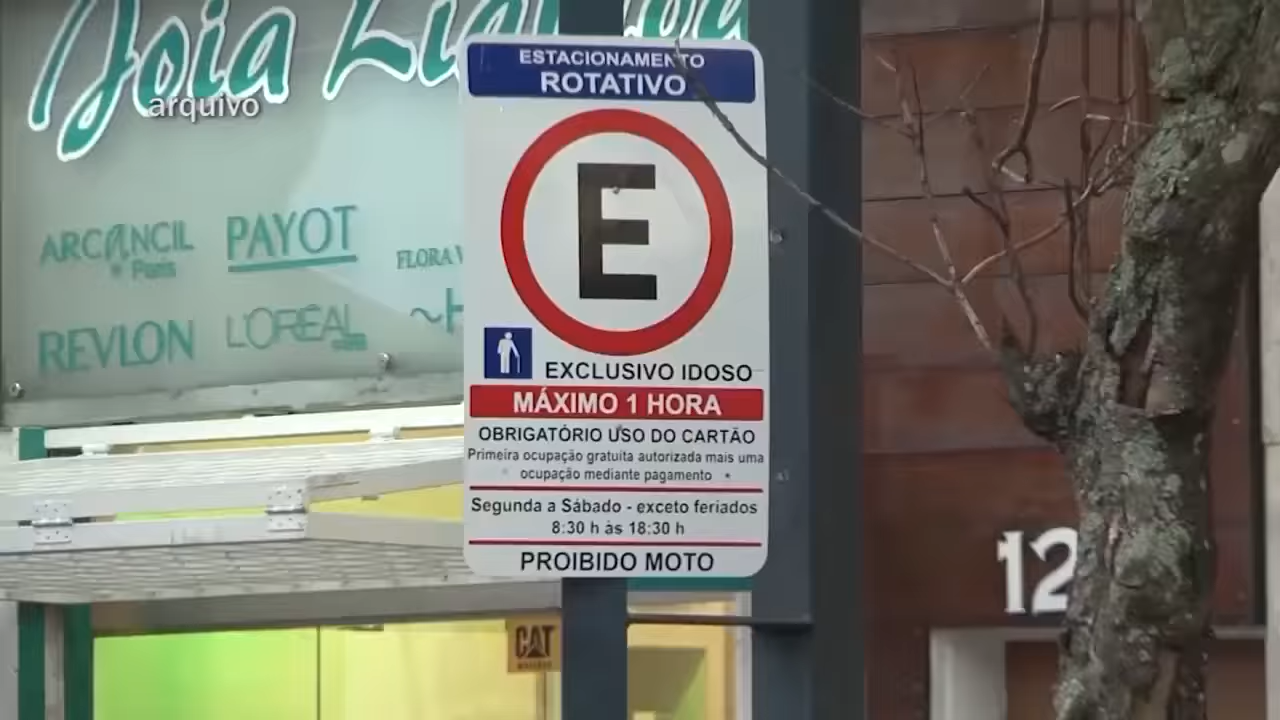 Joia
arquivo
ARCANCIL
Paris
PAYOT
FLORA
REVLON
L'ORÉAL
ESTACIONAMENTO
ROTATIVO
E
EXCLUSIVO IDOSO
MÁXIMO 1 HORA
OBRIGATÓRIO USO DO CARTÃO
Primeira ocupação gratuita autorizada mais uma
ocupação mediante pagamento
Segunda a Sábado - exceto feriados
8:30 h às 18:30 h
PROIBIDO MOTO
CAT
12